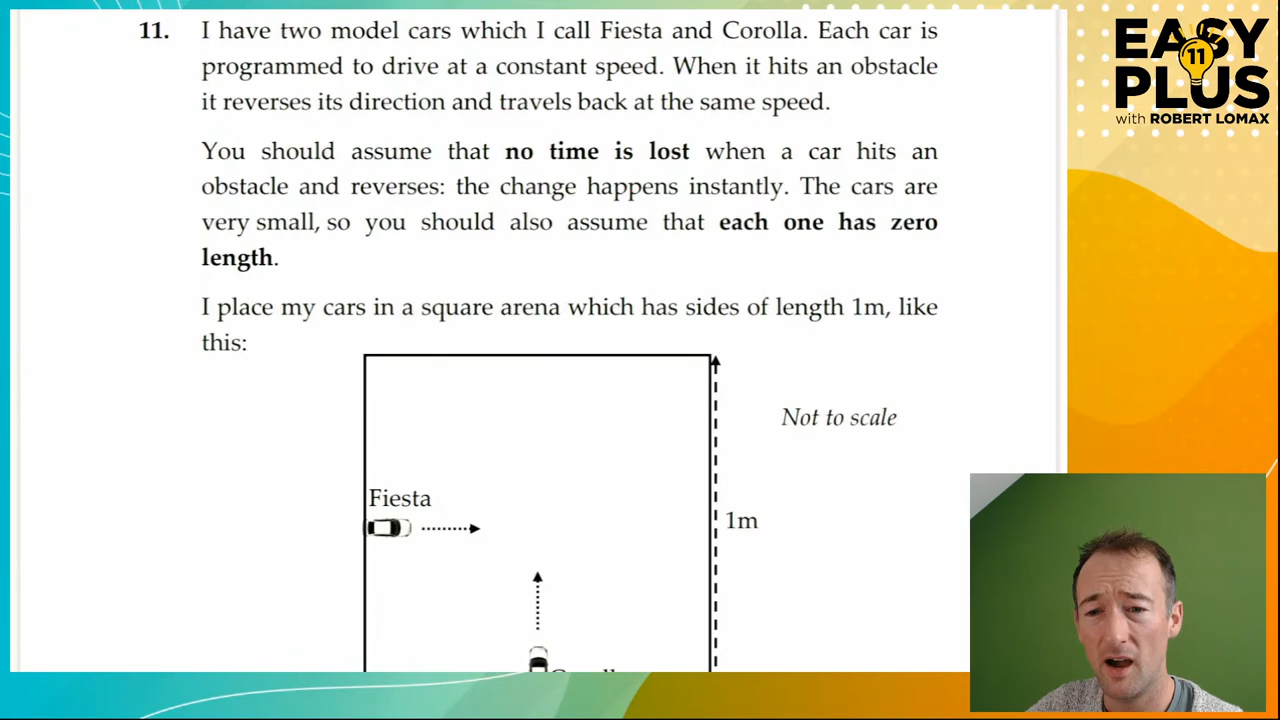 11. I have two model cars which I call Fiesta and Corolla. Each car is
programmed to drive at a constant speed. When it hits an obstacle
it reverses its direction and travels back at the same speed.
You should assume that no time is lost when a car hits an
obstacle and reverses: the change happens instantly. The cars are
very small, so you should also assume that each one has zero
length.
I place my cars in a square arena which has sides of length 1m, like
this:
Not to scale
Fiesta
1m
EASY
11
PLUS
with ROBERT LOMAX